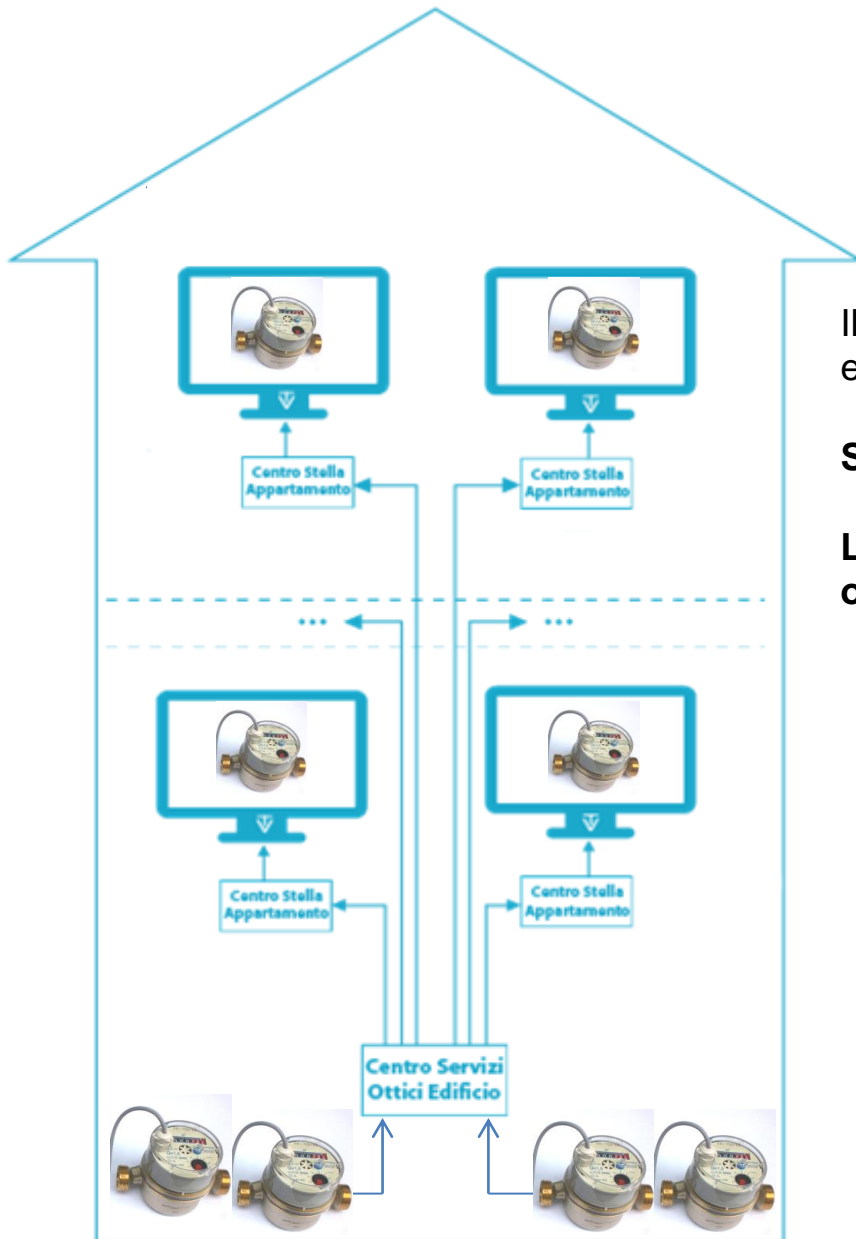 Centro Stella
Appartamento
Centro Stella
Appartamento
...
...
Centro Stella
Appartamento
Centro Stella
Appartamento
Centro Servizi
Ottici Edificio